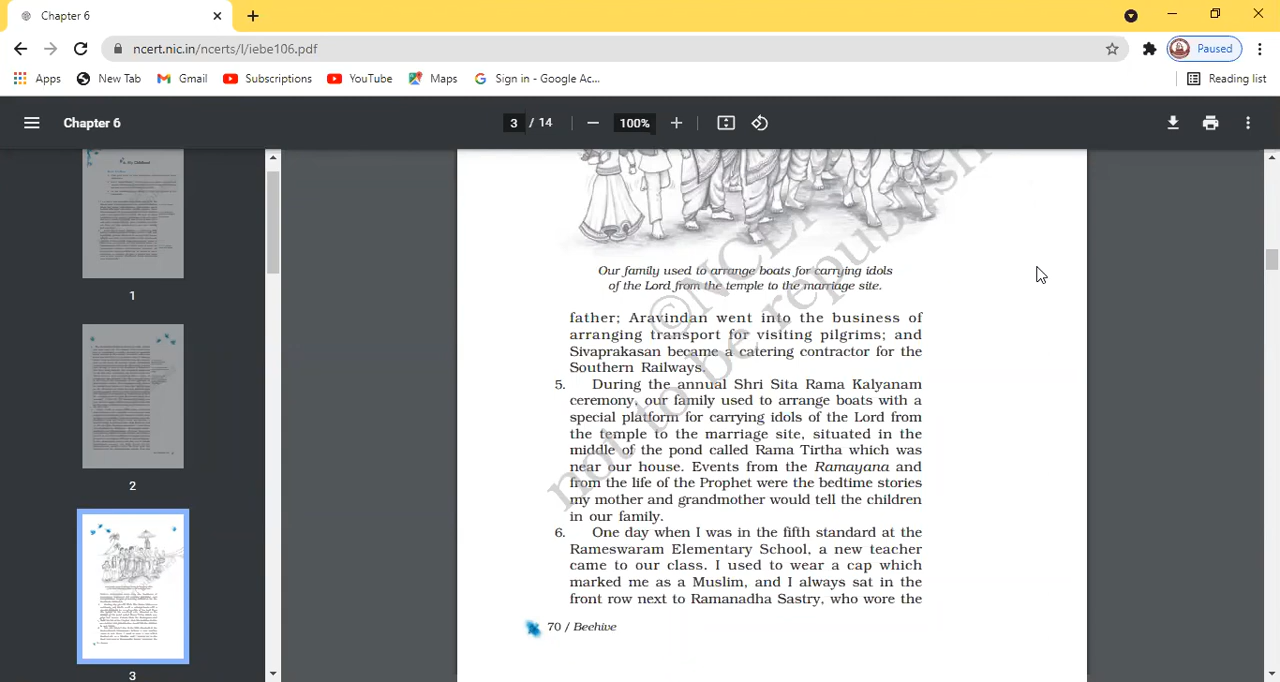 Chapter 6
ncert.nic.in/ncerts/l/iebe106.pdf
Paused
Apps
New Tab
Gmail
Subscriptions
YouTube
Maps
Sign in - Google Ac...
Reading list
Chapter 6
3 / 14
100%
1
2
3
©NCERT
not to be republish
Our family used to arrange boats for carrying idols
of the Lord from the temple to the marriage site.
father; Aravindan went into the business of
arranging transport for visiting pilgrims; and
Sivaprakasan became a catering contractor for the
Southern Railways.
5. During the annual Shri Sita Rama Kalyanam
ceremony, our family used to arrange boats with a
special platform for carrying idols of the Lord from
the temple to the marriage site, situated in the
middle of the pond called Rama Tirtha which was
near our house. Events from the Ramayana and
from the life of the Prophet were the bedtime stories
my mother and grandmother would tell the children
in our family.
6. One day when I was in the fifth standard at the
Rameswaram Elementary School, a new teacher
came to our class. I used to wear a cap which
marked me as a Muslim, and I always sat in the
front row next to Ramanadha Sastry, who wore the
70 / Beehive